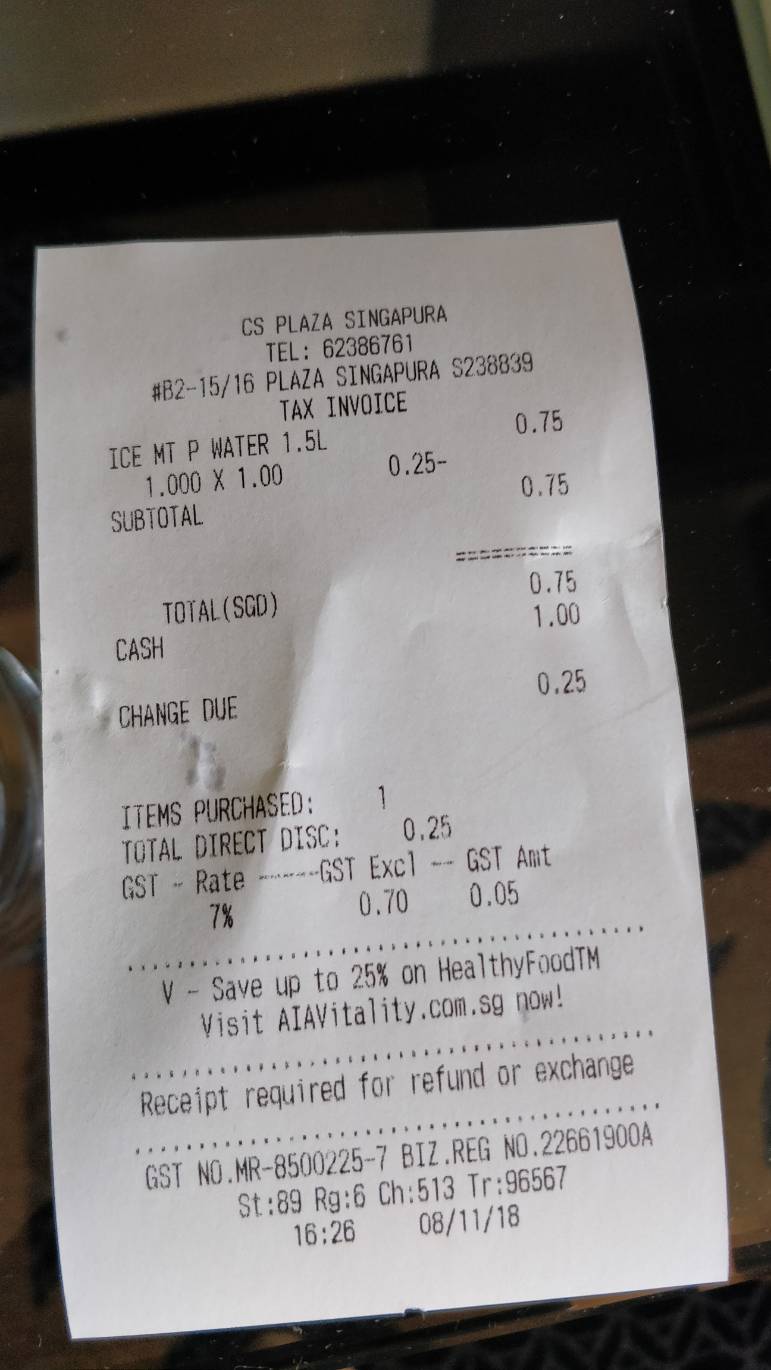 CS PLAZA SINGAPURA
TEL: 62386761
#B2-15/16 PLAZA SINGAPURA S238839
TAX INVOICE
ICE MT P WATER 1.5L 0.75
1.000 X 1.00 0.25-
SUBTOTAL 0.75
==========
TOTAL(SGD) 0.75
CASH 1.00
CHANGE DUE 0.25
ITEMS PURCHASED: 1
TOTAL DIRECT DISC: 0.25
GST - Rate ------GST Excl -- GST Amt
7% 0.70 0.05
........................................
V - Save up to 25% on HealthyFoodTM
Visit AIAVitality.com.sg now!
........................................
Receipt required for refund or exchange
........................................
GST NO.MR-8500225-7 BIZ.REG NO.22661900A
St:89 Rg:6 Ch:513 Tr:96567
16:26 08/11/18